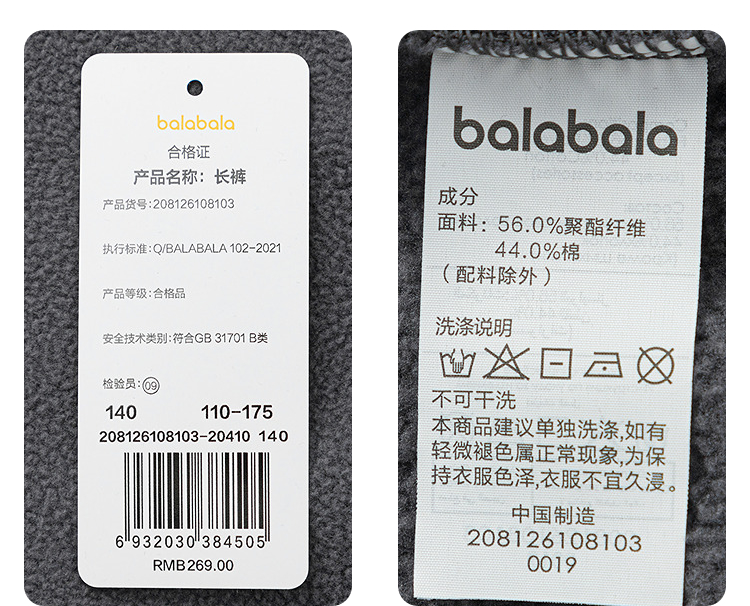 balabala
合格证
产品名称：长裤
产品货号:208126108103
执行标准:Q/BALABALA 102-2021
产品等级:合格品
安全技术类别:符合GB 31701 B类
检验员:09
140 110-175
208126108103-20410 140
6 932030 384505
RMB269.00
balabala
成分
面料：56.0%聚酯纤维
44.0%棉
（配料除外）
洗涤说明
不可干洗
本商品建议单独洗涤,如有
轻微褪色属正常现象,为保
持衣服色泽,衣服不宜久浸。
中国制造
208126108103
0019